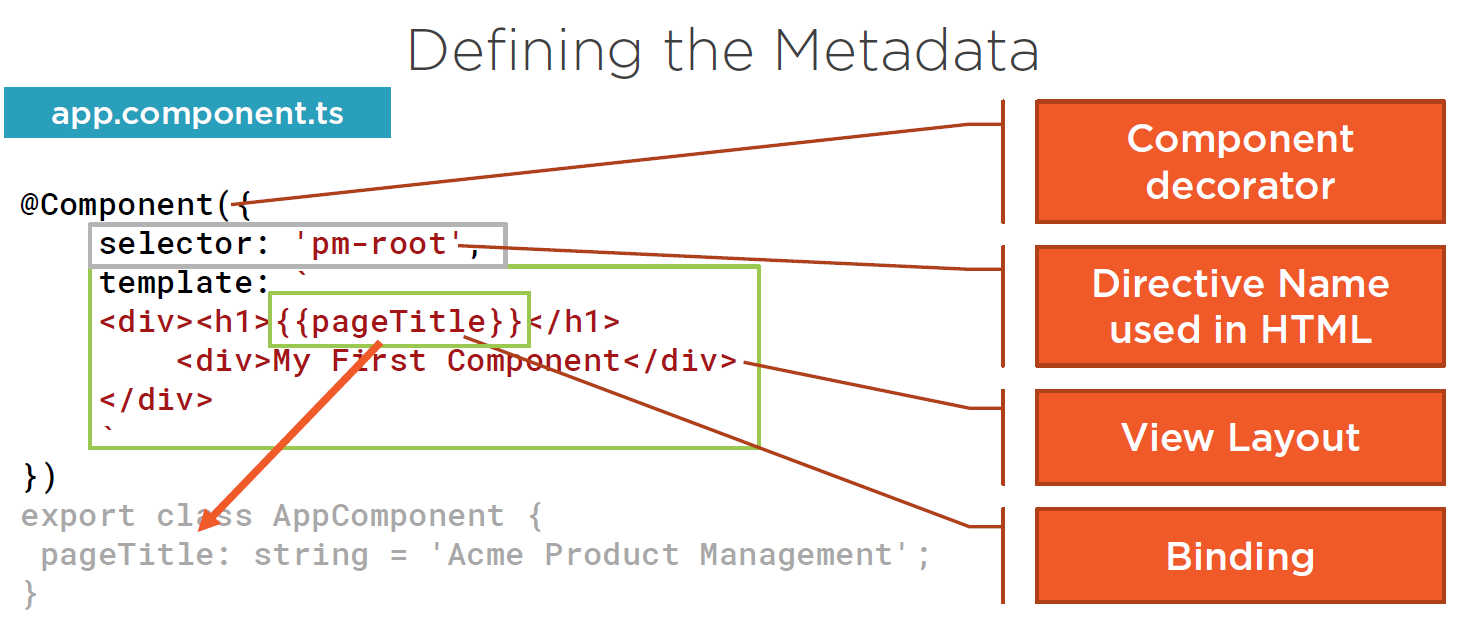 Defining the Metadata
app.component.ts
@Component({
selector: 'pm-root',
template: `
<div><h1>{{pageTitle}}</h1>
<div>My First Component</div>
</div>
`
})
export class AppComponent {
pageTitle: string = 'Acme Product Management';
}
Component
decorator
Directive Name
used in HTML
View Layout
Binding